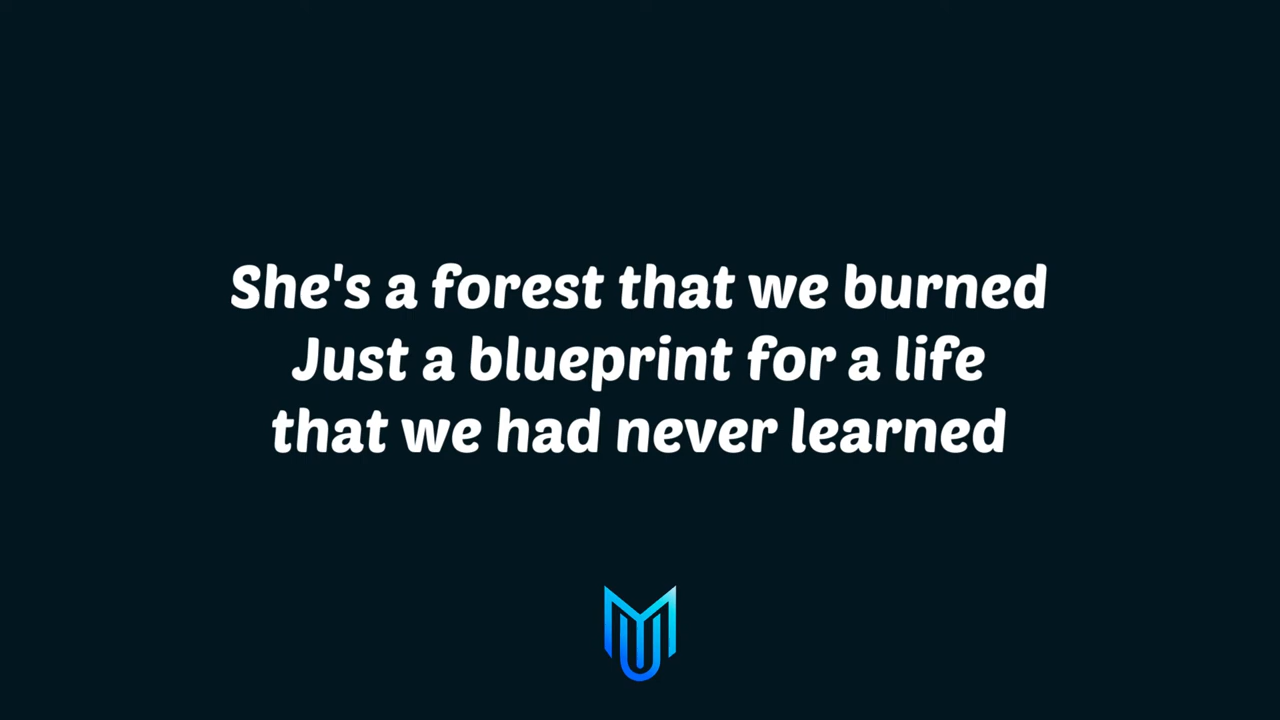 She's a forest that we burned
Just a blueprint for a life
that we had never learned